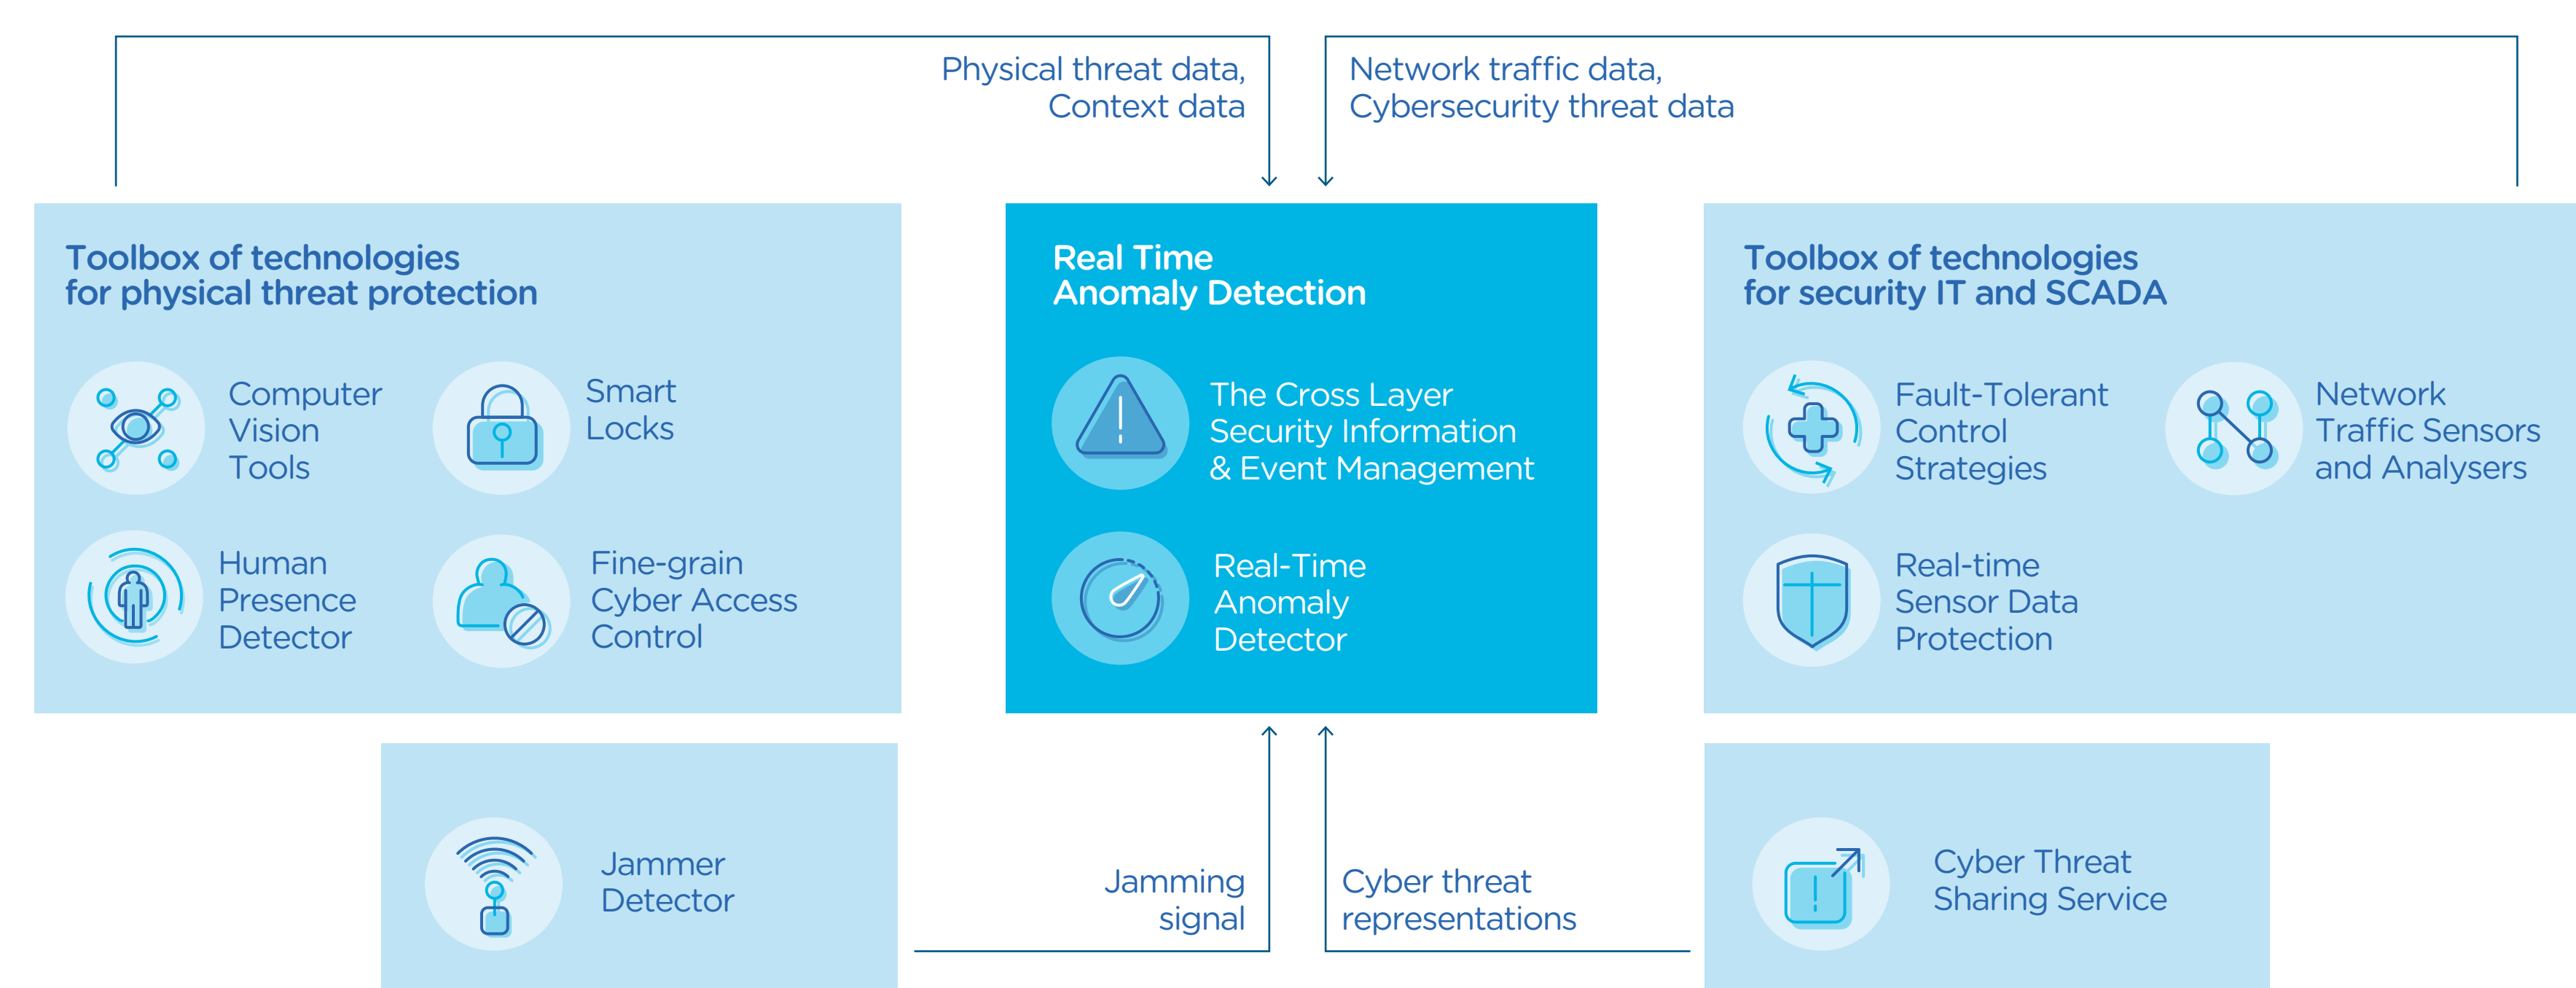 Physical threat data,
Context data
Network traffic data,
Cybersecurity threat data
Toolbox of technologies
for physical threat protection
Computer
Vision
Tools
Smart
Locks
Human
Presence
Detector
Fine-grain
Cyber Access
Control
Real Time
Anomaly Detection
The Cross Layer
Security Information
& Event Management
Real-Time
Anomaly
Detector
Toolbox of technologies
for security IT and SCADA
Fault-Tolerant
Control
Strategies
Network
Traffic Sensors
and Analysers
Real-time
Sensor Data
Protection
Jammer
Detector
Jamming
signal
Cyber threat
representations
Cyber Threat
Sharing Service